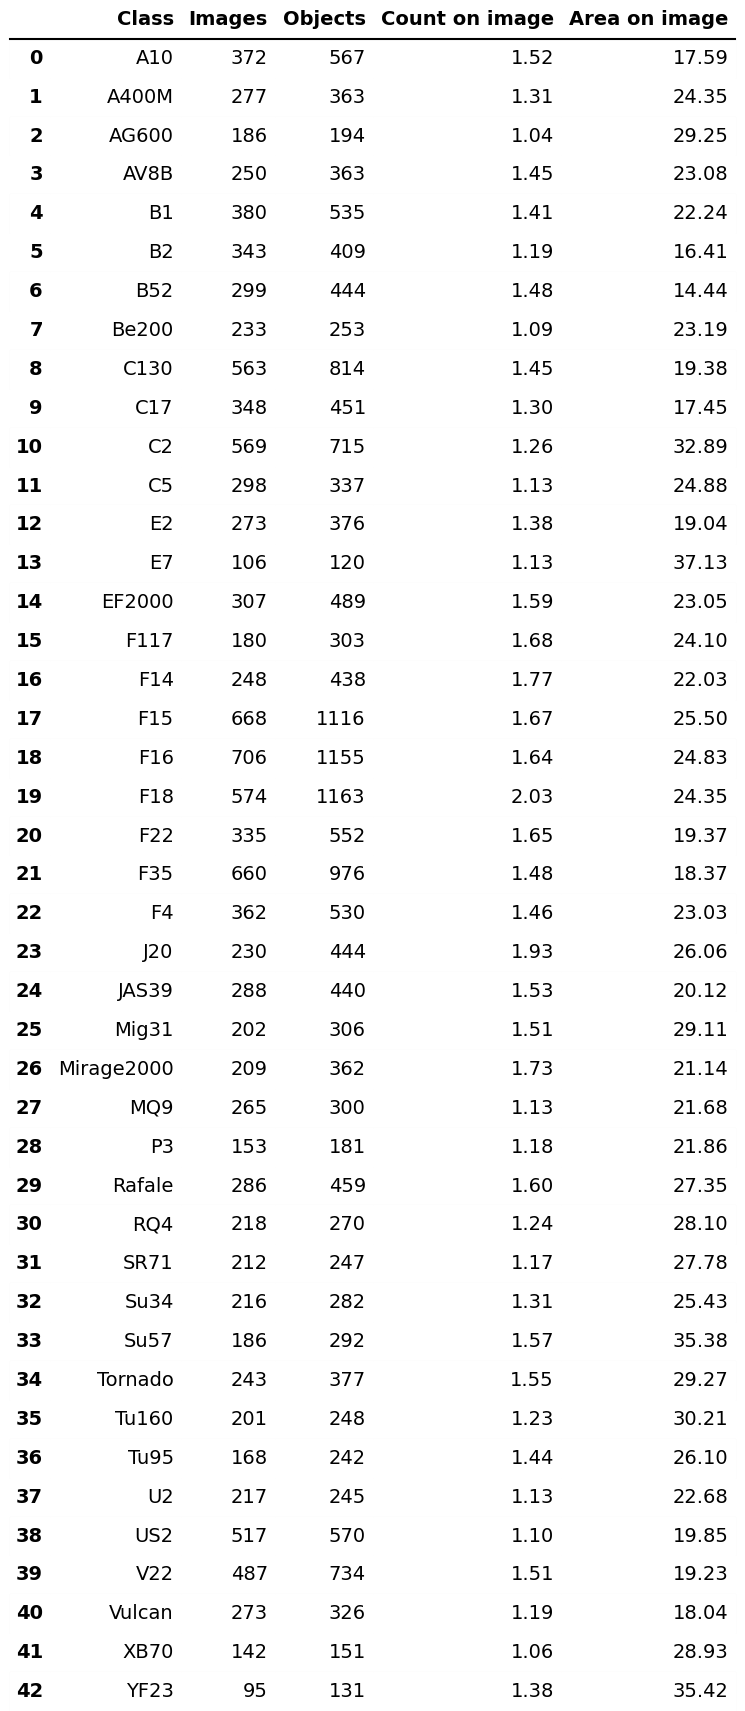 Class Images Objects Count on image Area on image
0 A10 372 567 1.52 17.59
1 A400M 277 363 1.31 24.35
2 AG600 186 194 1.04 29.25
3 AV8B 250 363 1.45 23.08
4 B1 380 535 1.41 22.24
5 B2 343 409 1.19 16.41
6 B52 299 444 1.48 14.44
7 Be200 233 253 1.09 23.19
8 C130 563 814 1.45 19.38
9 C17 348 451 1.30 17.45
10 C2 569 715 1.26 32.89
11 C5 298 337 1.13 24.88
12 E2 273 376 1.38 19.04
13 E7 106 120 1.13 37.13
14 EF2000 307 489 1.59 23.05
15 F117 180 303 1.68 24.10
16 F14 248 438 1.77 22.03
17 F15 668 1116 1.67 25.50
18 F16 706 1155 1.64 24.83
19 F18 574 1163 2.03 24.35
20 F22 335 552 1.65 19.37
21 F35 660 976 1.48 18.37
22 F4 362 530 1.46 23.03
23 J20 230 444 1.93 26.06
24 JAS39 288 440 1.53 20.12
25 Mig31 202 306 1.51 29.11
26 Mirage2000 209 362 1.73 21.14
27 MQ9 265 300 1.13 21.68
28 P3 153 181 1.18 21.86
29 Rafale 286 459 1.60 27.35
30 RQ4 218 270 1.24 28.10
31 SR71 212 247 1.17 27.78
32 Su34 216 282 1.31 25.43
33 Su57 186 292 1.57 35.38
34 Tornado 243 377 1.55 29.27
35 Tu160 201 248 1.23 30.21
36 Tu95 168 242 1.44 26.10
37 U2 217 245 1.13 22.68
38 US2 517 570 1.10 19.85
39 V22 487 734 1.51 19.23
40 Vulcan 273 326 1.19 18.04
41 XB70 142 151 1.06 28.93
42 YF23 95 131 1.38 35.42